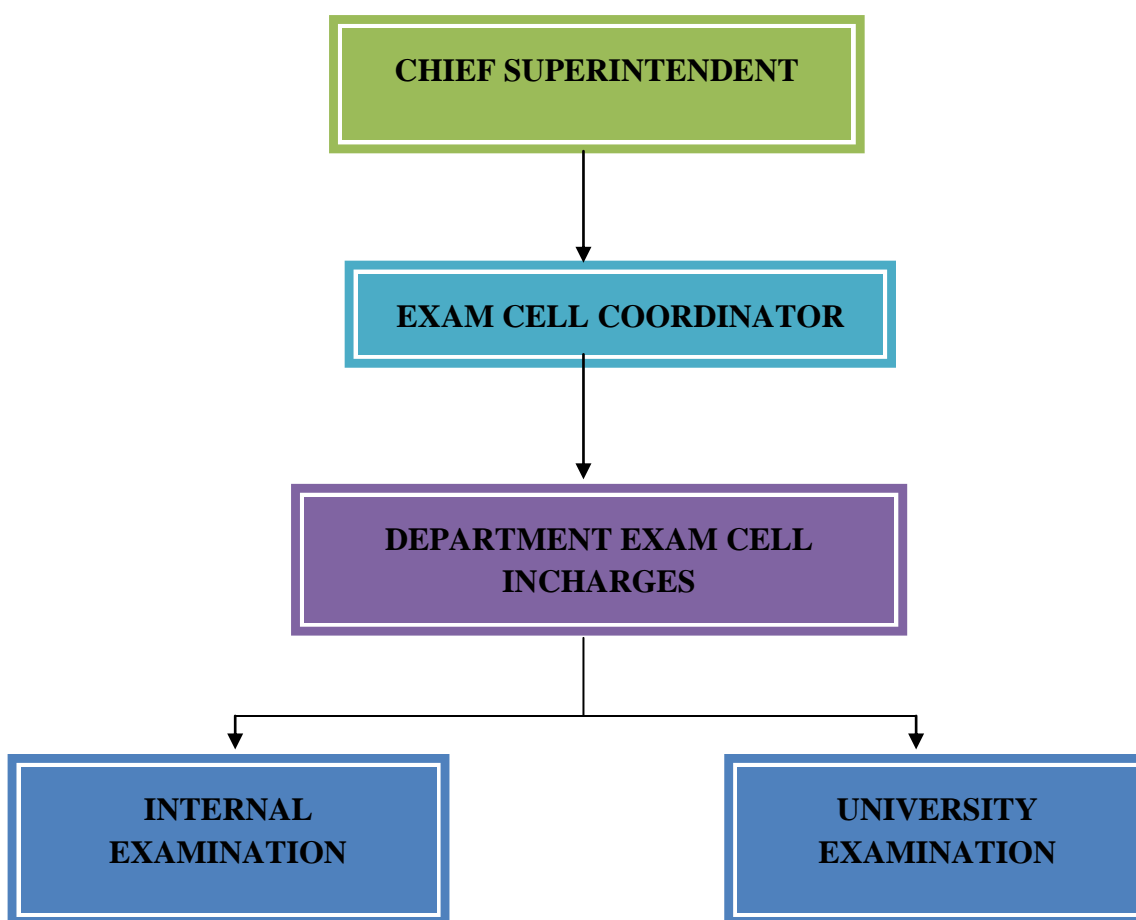 CHIEF SUPERINTENDENT
EXAM CELL COORDINATOR
DEPARTMENT EXAM CELL
INCHARGES
INTERNAL
EXAMINATION
UNIVERSITY
EXAMINATION